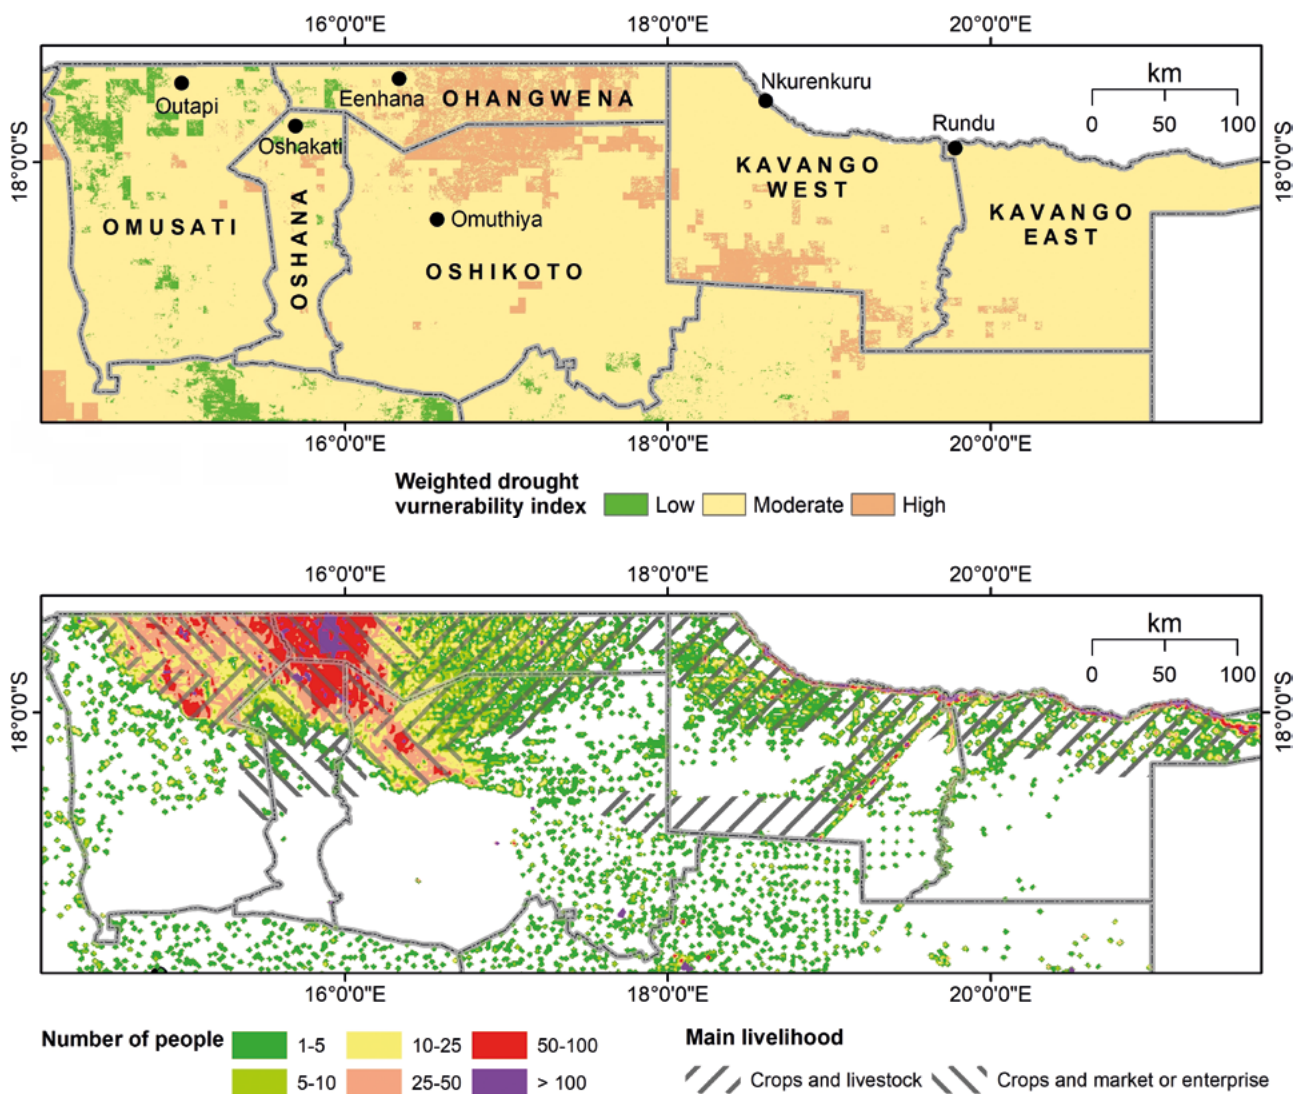 16°0'0"E 18°0'0"E 20°0'0"E
km
0 50 100
18°0'0"S
18°0'0"S
Outapi
Eenhana
OHANGWENA
Nkurenkuru
Oshakati
Rundu
KAVANGO
WEST
OMUSATI
OSHANA
Omuthiya
OSHIKOTO
KAVANGO
EAST
16°0'0"E 18°0'0"E 20°0'0"E
Weighted drought
vurnerability index Low Moderate High
16°0'0"E 18°0'0"E 20°0'0"E
km
0 50 100
18°0'0"S
18°0'0"S
16°0'0"E 18°0'0"E 20°0'0"E
Number of people 1-5 10-25 50-100
5-10 25-50 > 100
Main livelihood
Crops and livestock Crops and market or enterprise